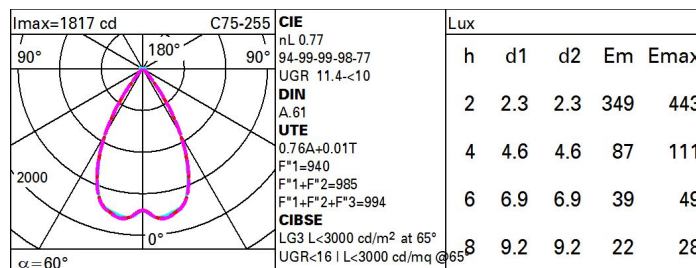 Imax=1817 cd C75-255
90° 180° 90°
2000
0°
α=60°
CIE
nL 0.77
94-99-99-98-77
UGR 11.4-<10
DIN
A.61
UTE
0.76A+0.01T
F"1=940
F"1+F"2=985
F"1+F"2+F"3=994
CIBSE
LG3 L<3000 cd/m² at 65°
UGR<16 | L<3000 cd/mq @65°
Lux
h d1 d2 Em Emax
2 2.3 2.3 349 443
4 4.6 4.6 87 111
6 6.9 6.9 39 49
8 9.2 9.2 22 28